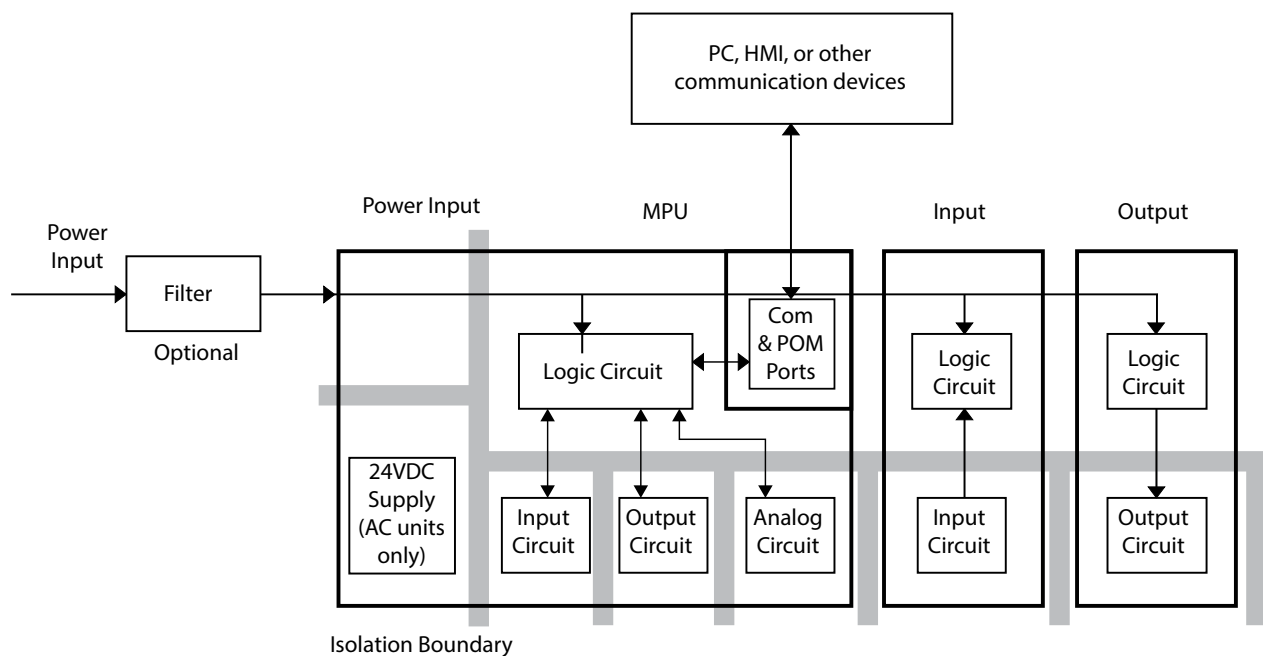 PC, HMI, or other
communication devices
Power Input
MPU
Input
Output
Power
Input
Filter
Optional
Com
& POM
Ports
Logic Circuit
Logic
Circuit
Logic
Circuit
24VDC
Supply
(AC units
only)
Input
Circuit
Output
Circuit
Analog
Circuit
Input
Circuit
Output
Circuit
Isolation Boundary